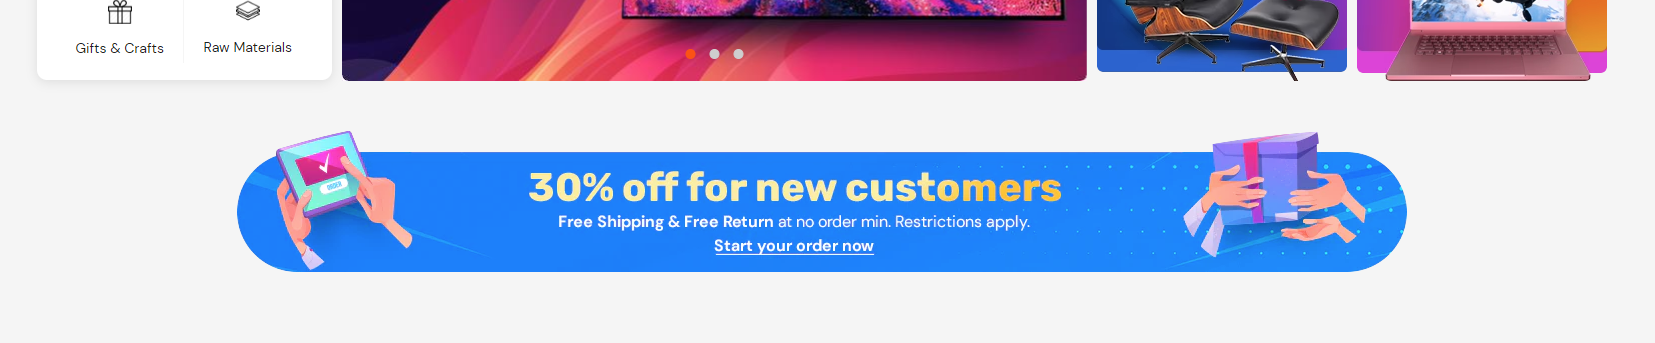 Gifts & Crafts
Raw Materials
ORDER
30% off for new customers
Free Shipping & Free Return at no order min. Restrictions apply.
Start your order now